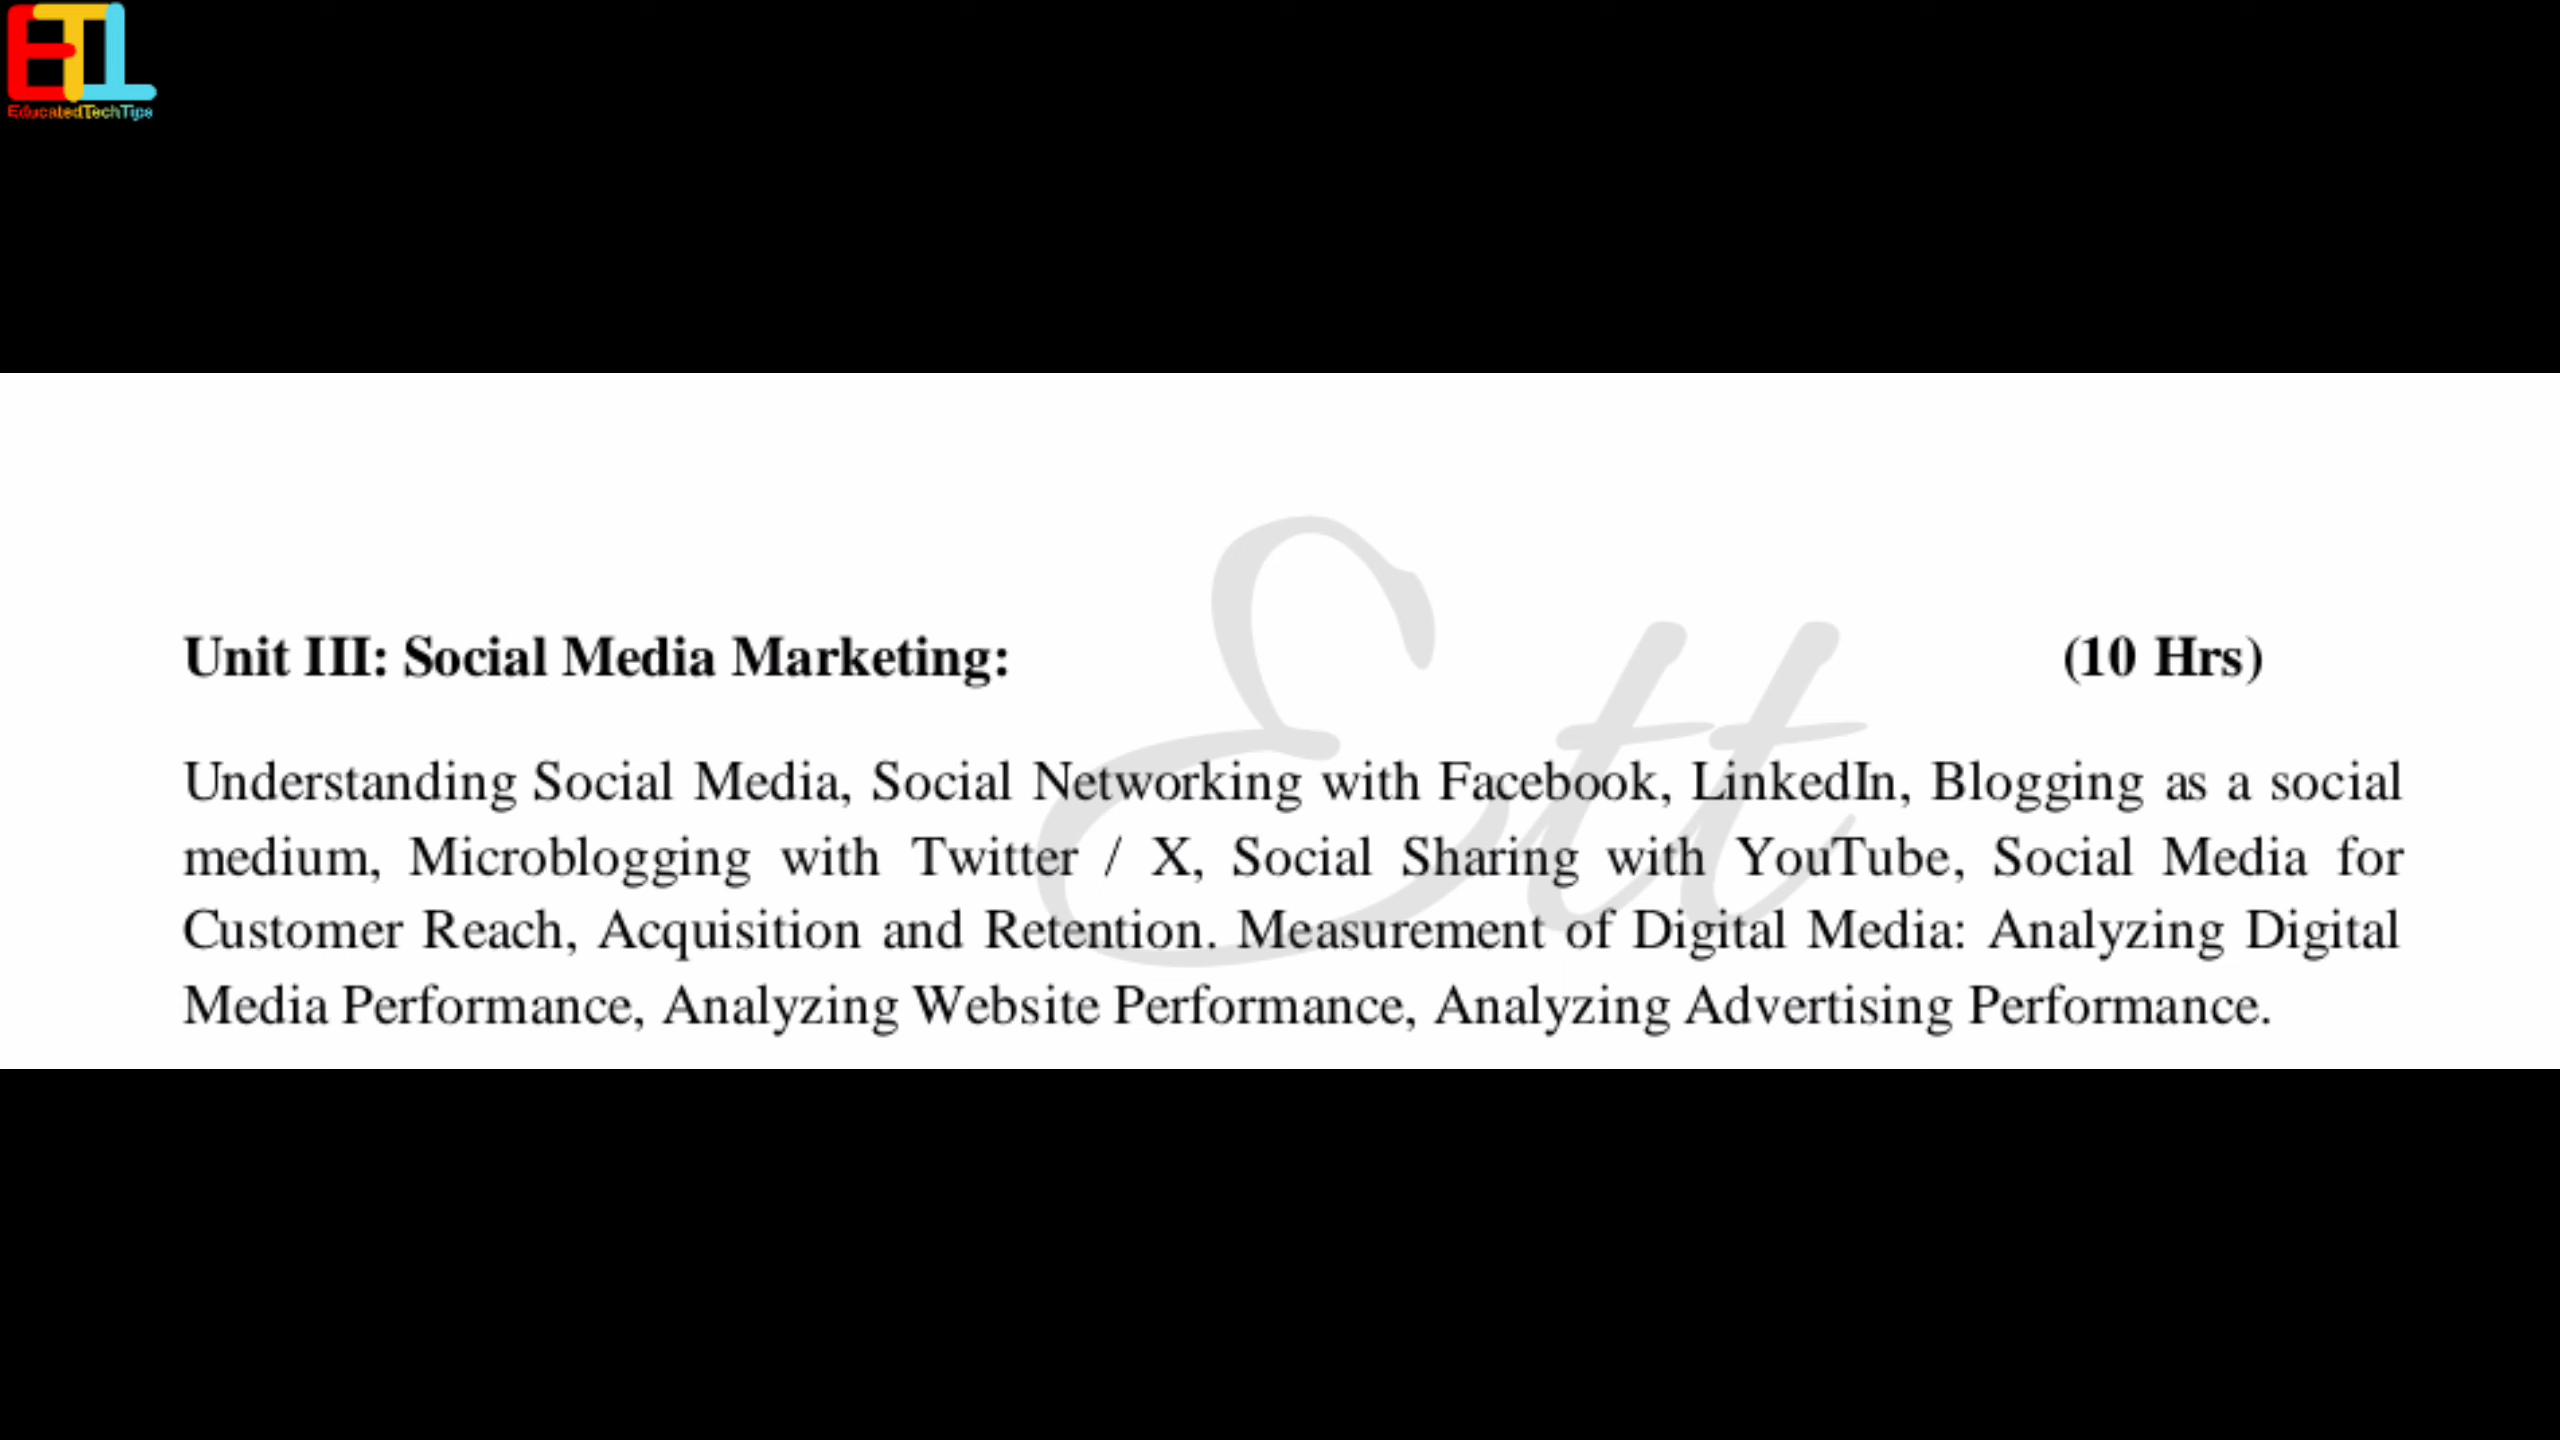 EducatedTechTips
Ett
Unit III: Social Media Marketing: (10 Hrs)
Understanding Social Media, Social Networking with Facebook, LinkedIn, Blogging as a social
medium, Microblogging with Twitter / X, Social Sharing with YouTube, Social Media for
Customer Reach, Acquisition and Retention. Measurement of Digital Media: Analyzing Digital
Media Performance, Analyzing Website Performance, Analyzing Advertising Performance.